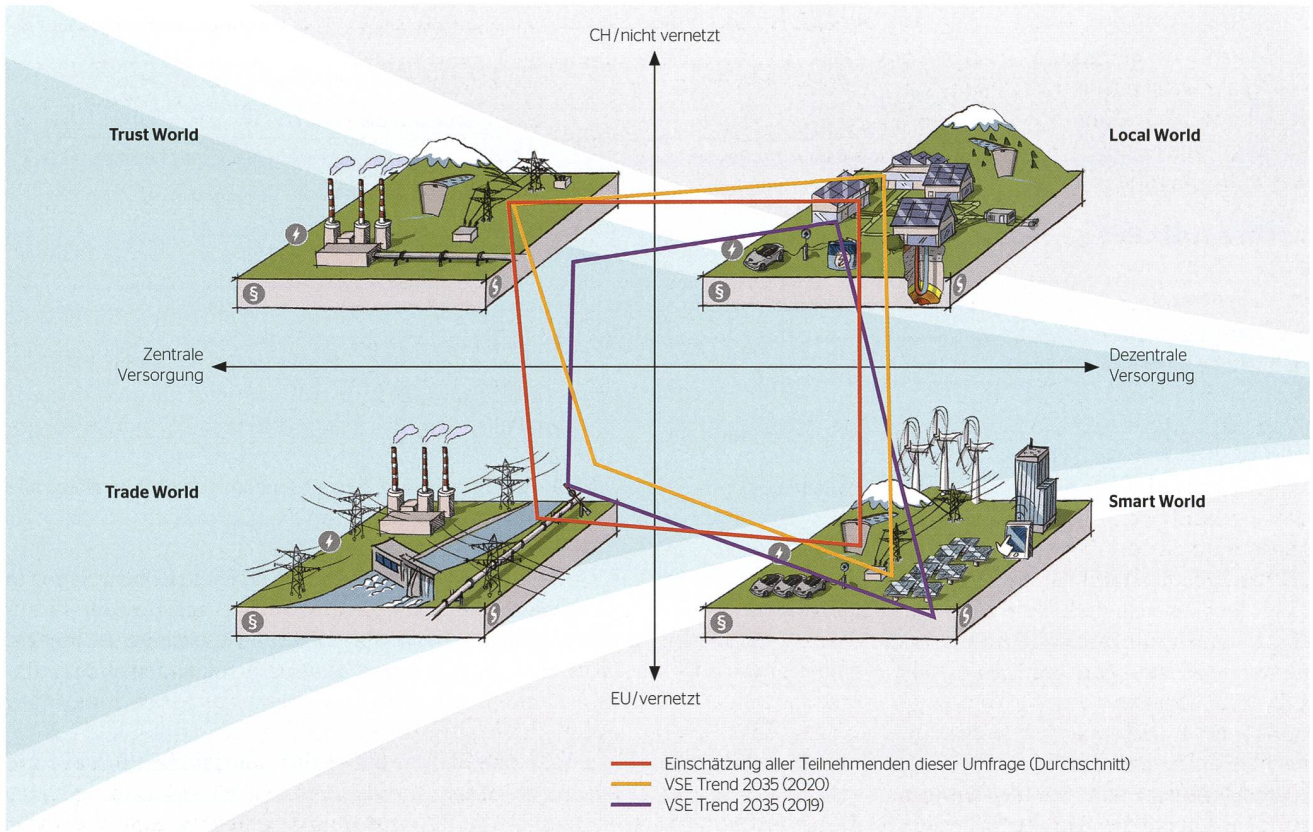 CH/nicht vernetzt
Trust World
Local World
§
§
Zentrale
Versorgung
Dezentrale
Versorgung
Trade World
Smart World
§
§
EU/vernetzt
Einschätzung aller Teilnehmenden dieser Umfrage (Durchschnitt)
VSE Trend 2035 (2020)
VSE Trend 2035 (2019)